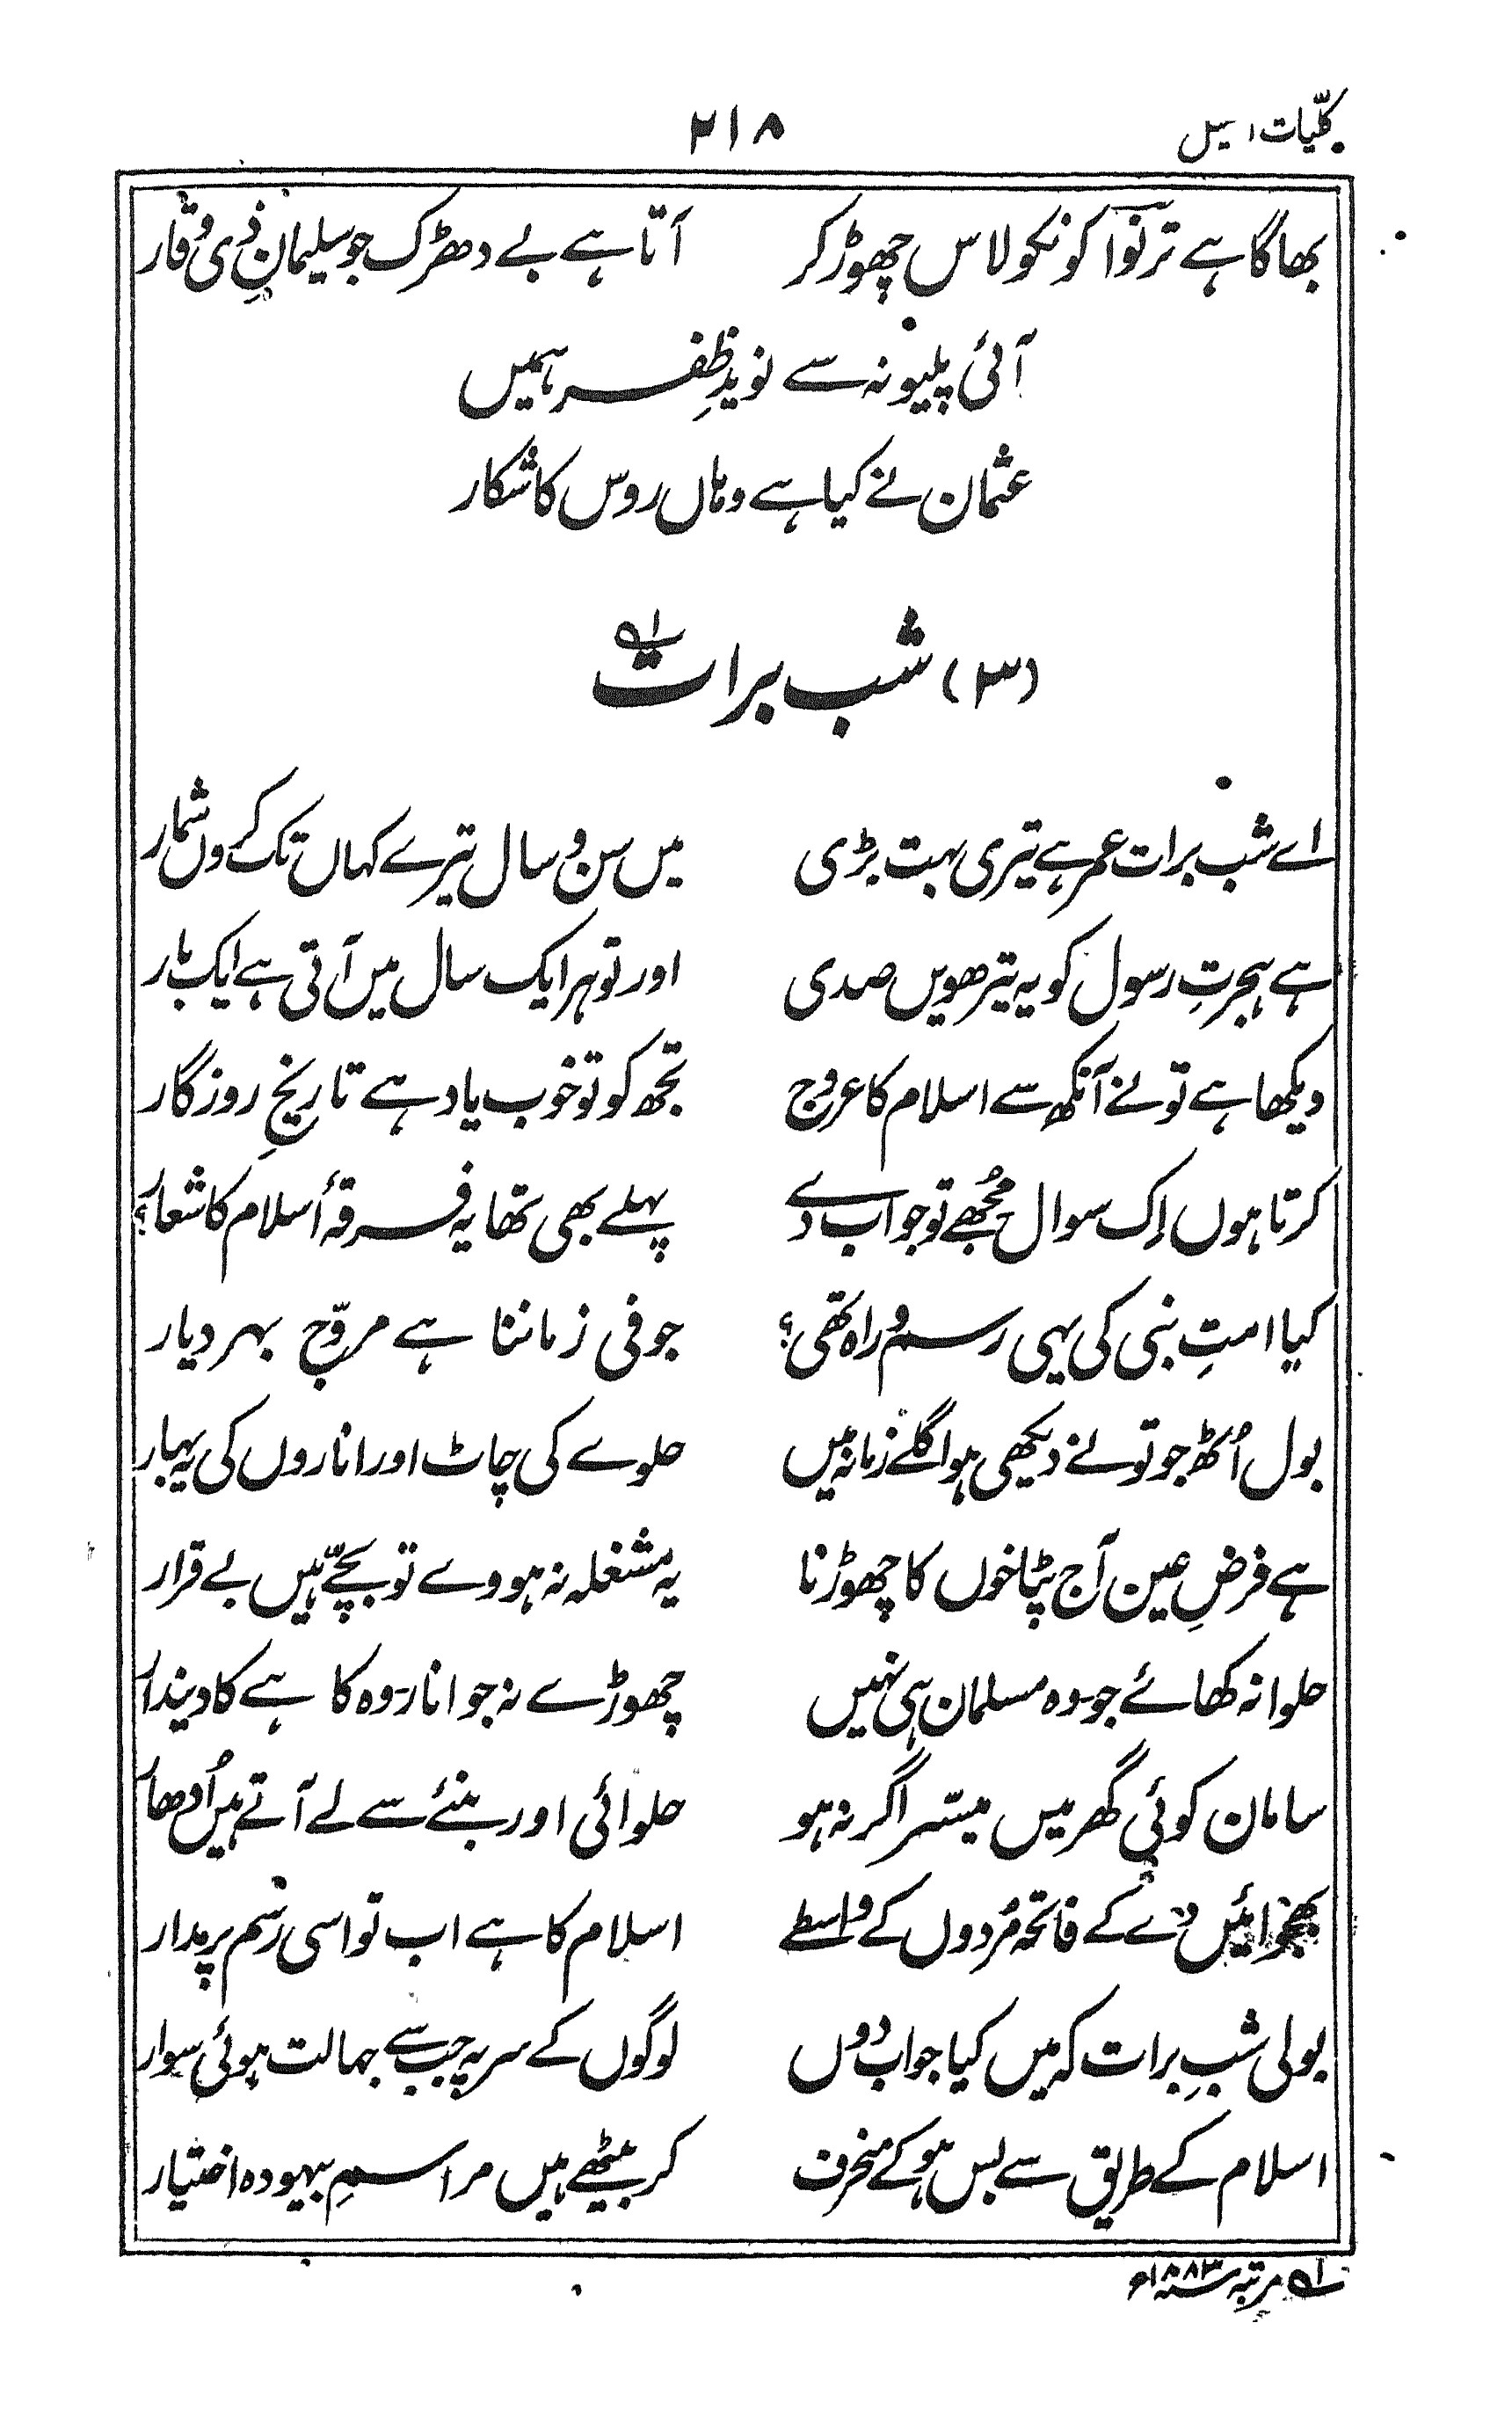 کلّیات ۲۱۸
بھاگا ہے ترنوا کو نکولاس چھوڑ کر آتا ہے بے دھڑک جو سلیمانِ ذی وقار
آئی پلیونہ سے نویدِ ظفر ہمیں
عثمان نے کیا ہے وہاں روس کا شکار
(۳) شب برات ۱؎
اے شب برات عمر ہے تیری بہت بڑی میں سن و سال تیرے کہاں تک کروں شمار
ہے ہجرتِ رسول کو یہ تیرھویں صدی اور تو ہر ایک سال میں آتی ہے ایک بار
دیکھا ہے تو نے آنکھ سے اسلام کا عروج تجھ کو تو خوب یاد ہے تاریخِ روزگار
کرتا ہوں اِک سوال مُجھے تو جواب دے پہلے بھی تھا یہ فرقۂ اسلام کا شعار؟
کیا امتِ نبی کی یہی رسم و راہ تھی؟ جو فی زماننا ہے مروّج بہر دیار
بول اُٹھ جو تو نے دیکھی ہو اگلے زمانہ میں حلوے کی چاٹ اور اناروں کی یہ بہار
ہے فرضِ عین آج پٹاخوں کا چھوڑنا یہ مشغلہ نہ ہووے تو بچّے ہیں بے قرار
حلوا نہ کھائے جو۔ وہ مسلمان ہی نہیں چھوڑے نہ جو انار۔ وہ کا ہے کا دیندار
سامان کوئی گھر میں میسّر اگر نہ ہو حلوائی اور بنئے سے لے آتے ہیں اُدھار
بھجوائیں دے کے فاتحہ مُردوں کے واسطے اسلام کا ہے اب تو اسی رسم پر مدار
بولی شبِ برات کہ میں کیا جواب دوں لوگوں کے سر پہ جب سے جہالت ہوئی سوار
اسلام کے طریق سے بس ہو کے منحرف کر بیٹھے ہیں مراسمِ بیہودہ اختیار
۱؎ مرتبہ سنہ ۱۸۸۳ء